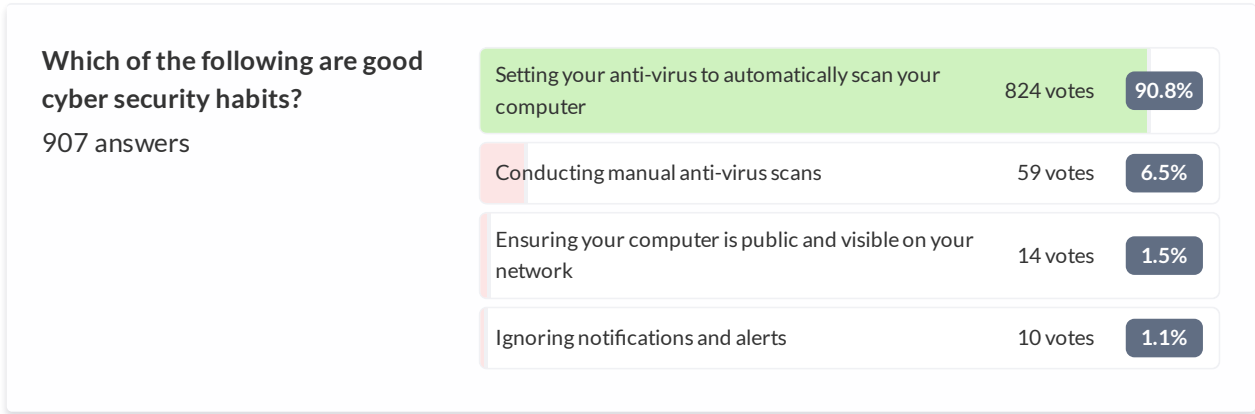 Which of the following are good
cyber security habits?
907 answers
Setting your anti-virus to automatically scan your
computer
824 votes
90.8%
Conducting manual anti-virus scans
59 votes
6.5%
Ensuring your computer is public and visible on your
network
14 votes
1.5%
Ignoring notifications and alerts
10 votes
1.1%